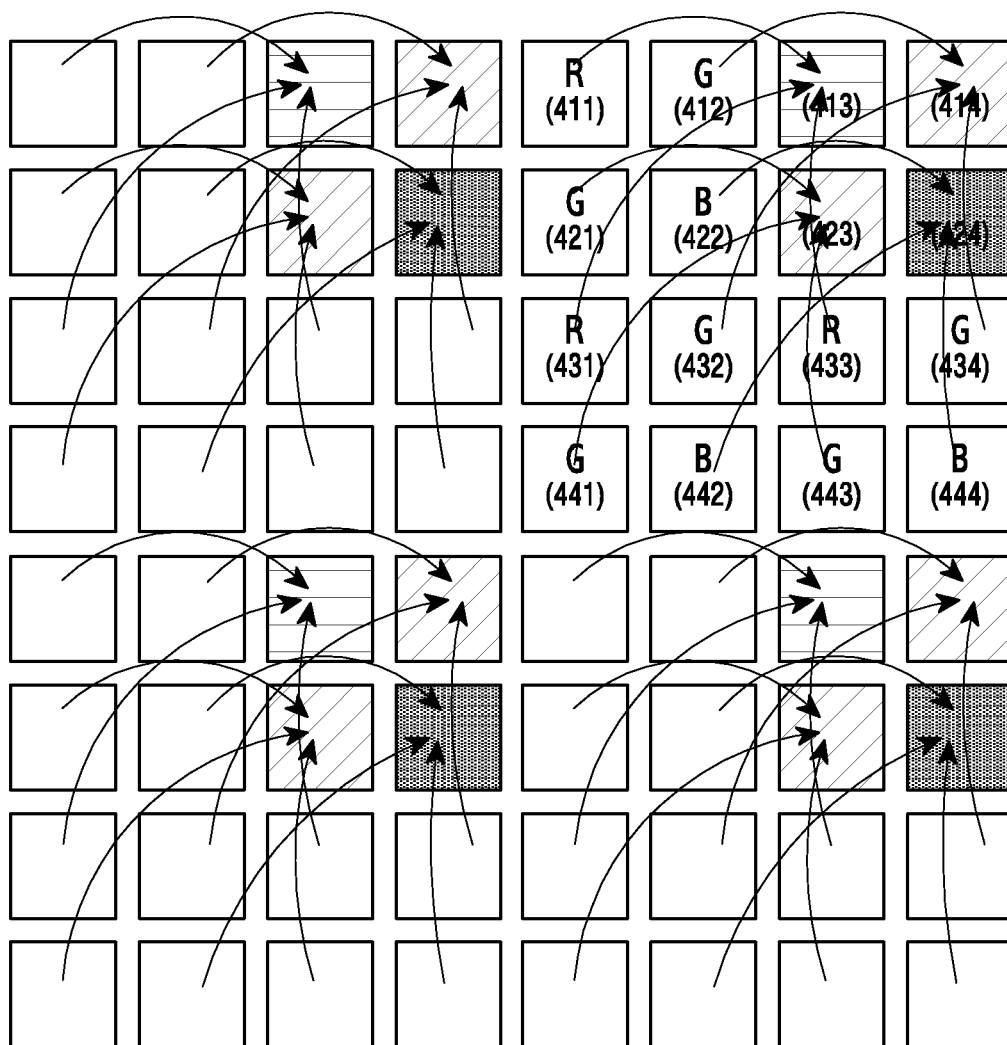 R G
(411) (412) (413) (414)
G B
(421) (422) (423) (424)
R G R G
(431) (432) (433) (434)
G B G B
(441) (442) (443) (444)